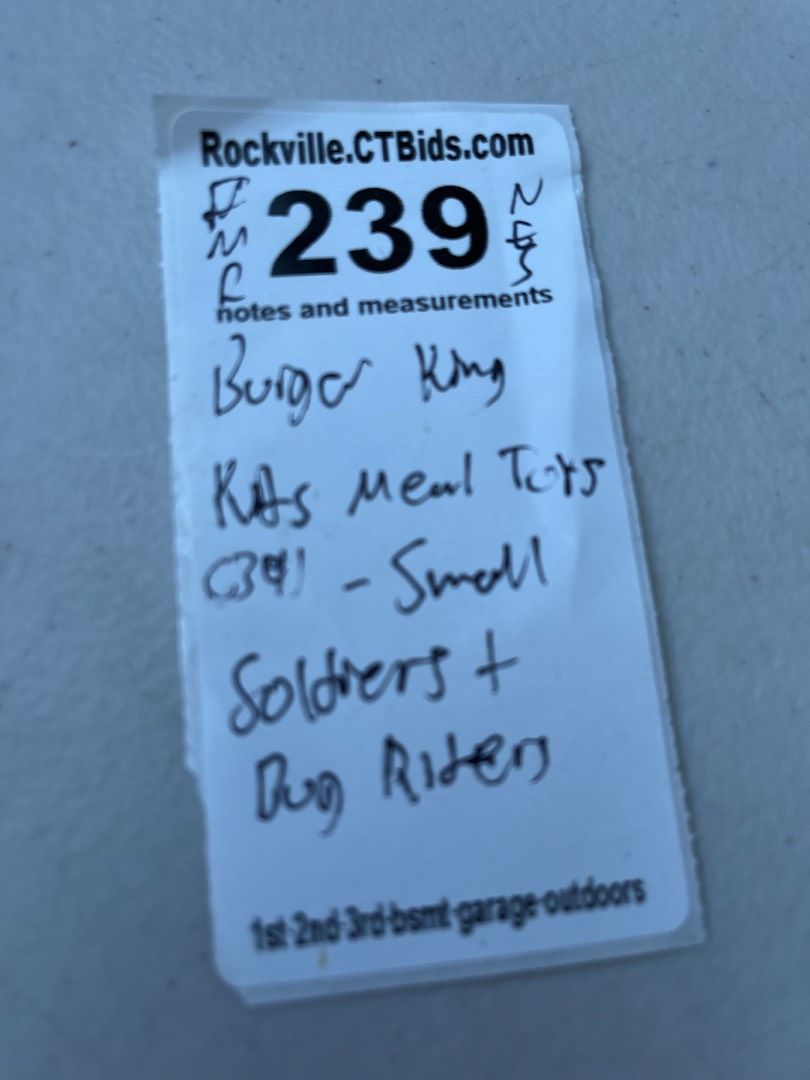 Rockville.CTBids.com
239
N
E
S
notes and measurements
Burger King
Kids Meal Toys
(34) - Small
Soldiers +
Bug Riders
1st-2nd-3rd-bsmt-garage-outdoors